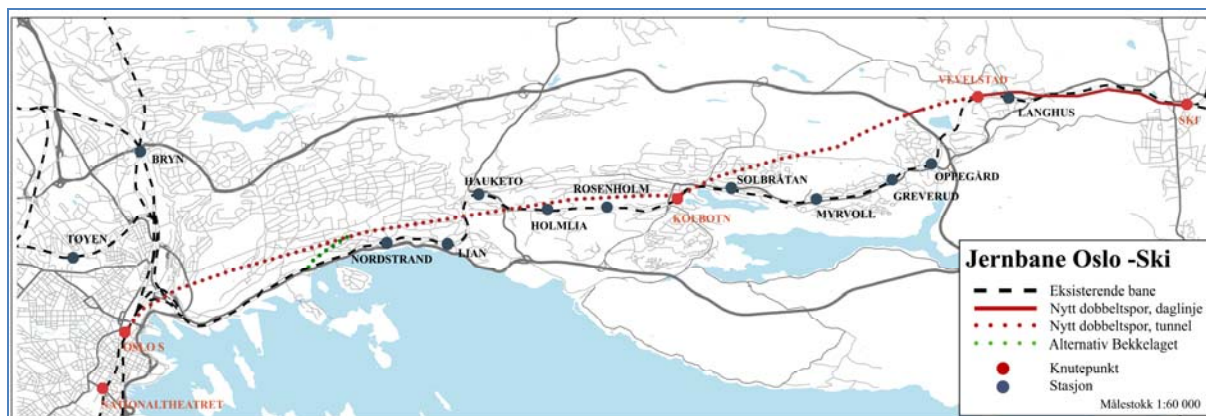 VEVELSTAD
LANGHUS
SKI
BRYN
HAUKETO
ROSENHOLM
SOLBRÅTAN
OPPEGÅRD
GREVERUD
HOLMLIA
KOLBOTN
MYRVOLL
TØYEN
NORDSTRAND
LJAN
OSLO S
NATIONALTHEATRET
Jernbane Oslo -Ski
Eksisterende bane
Nytt dobbeltspor, daglinje
Nytt dobbeltspor, tunnel
Alternativ Bekkelaget
Knutepunkt
Stasjon
Målestokk 1:60 000